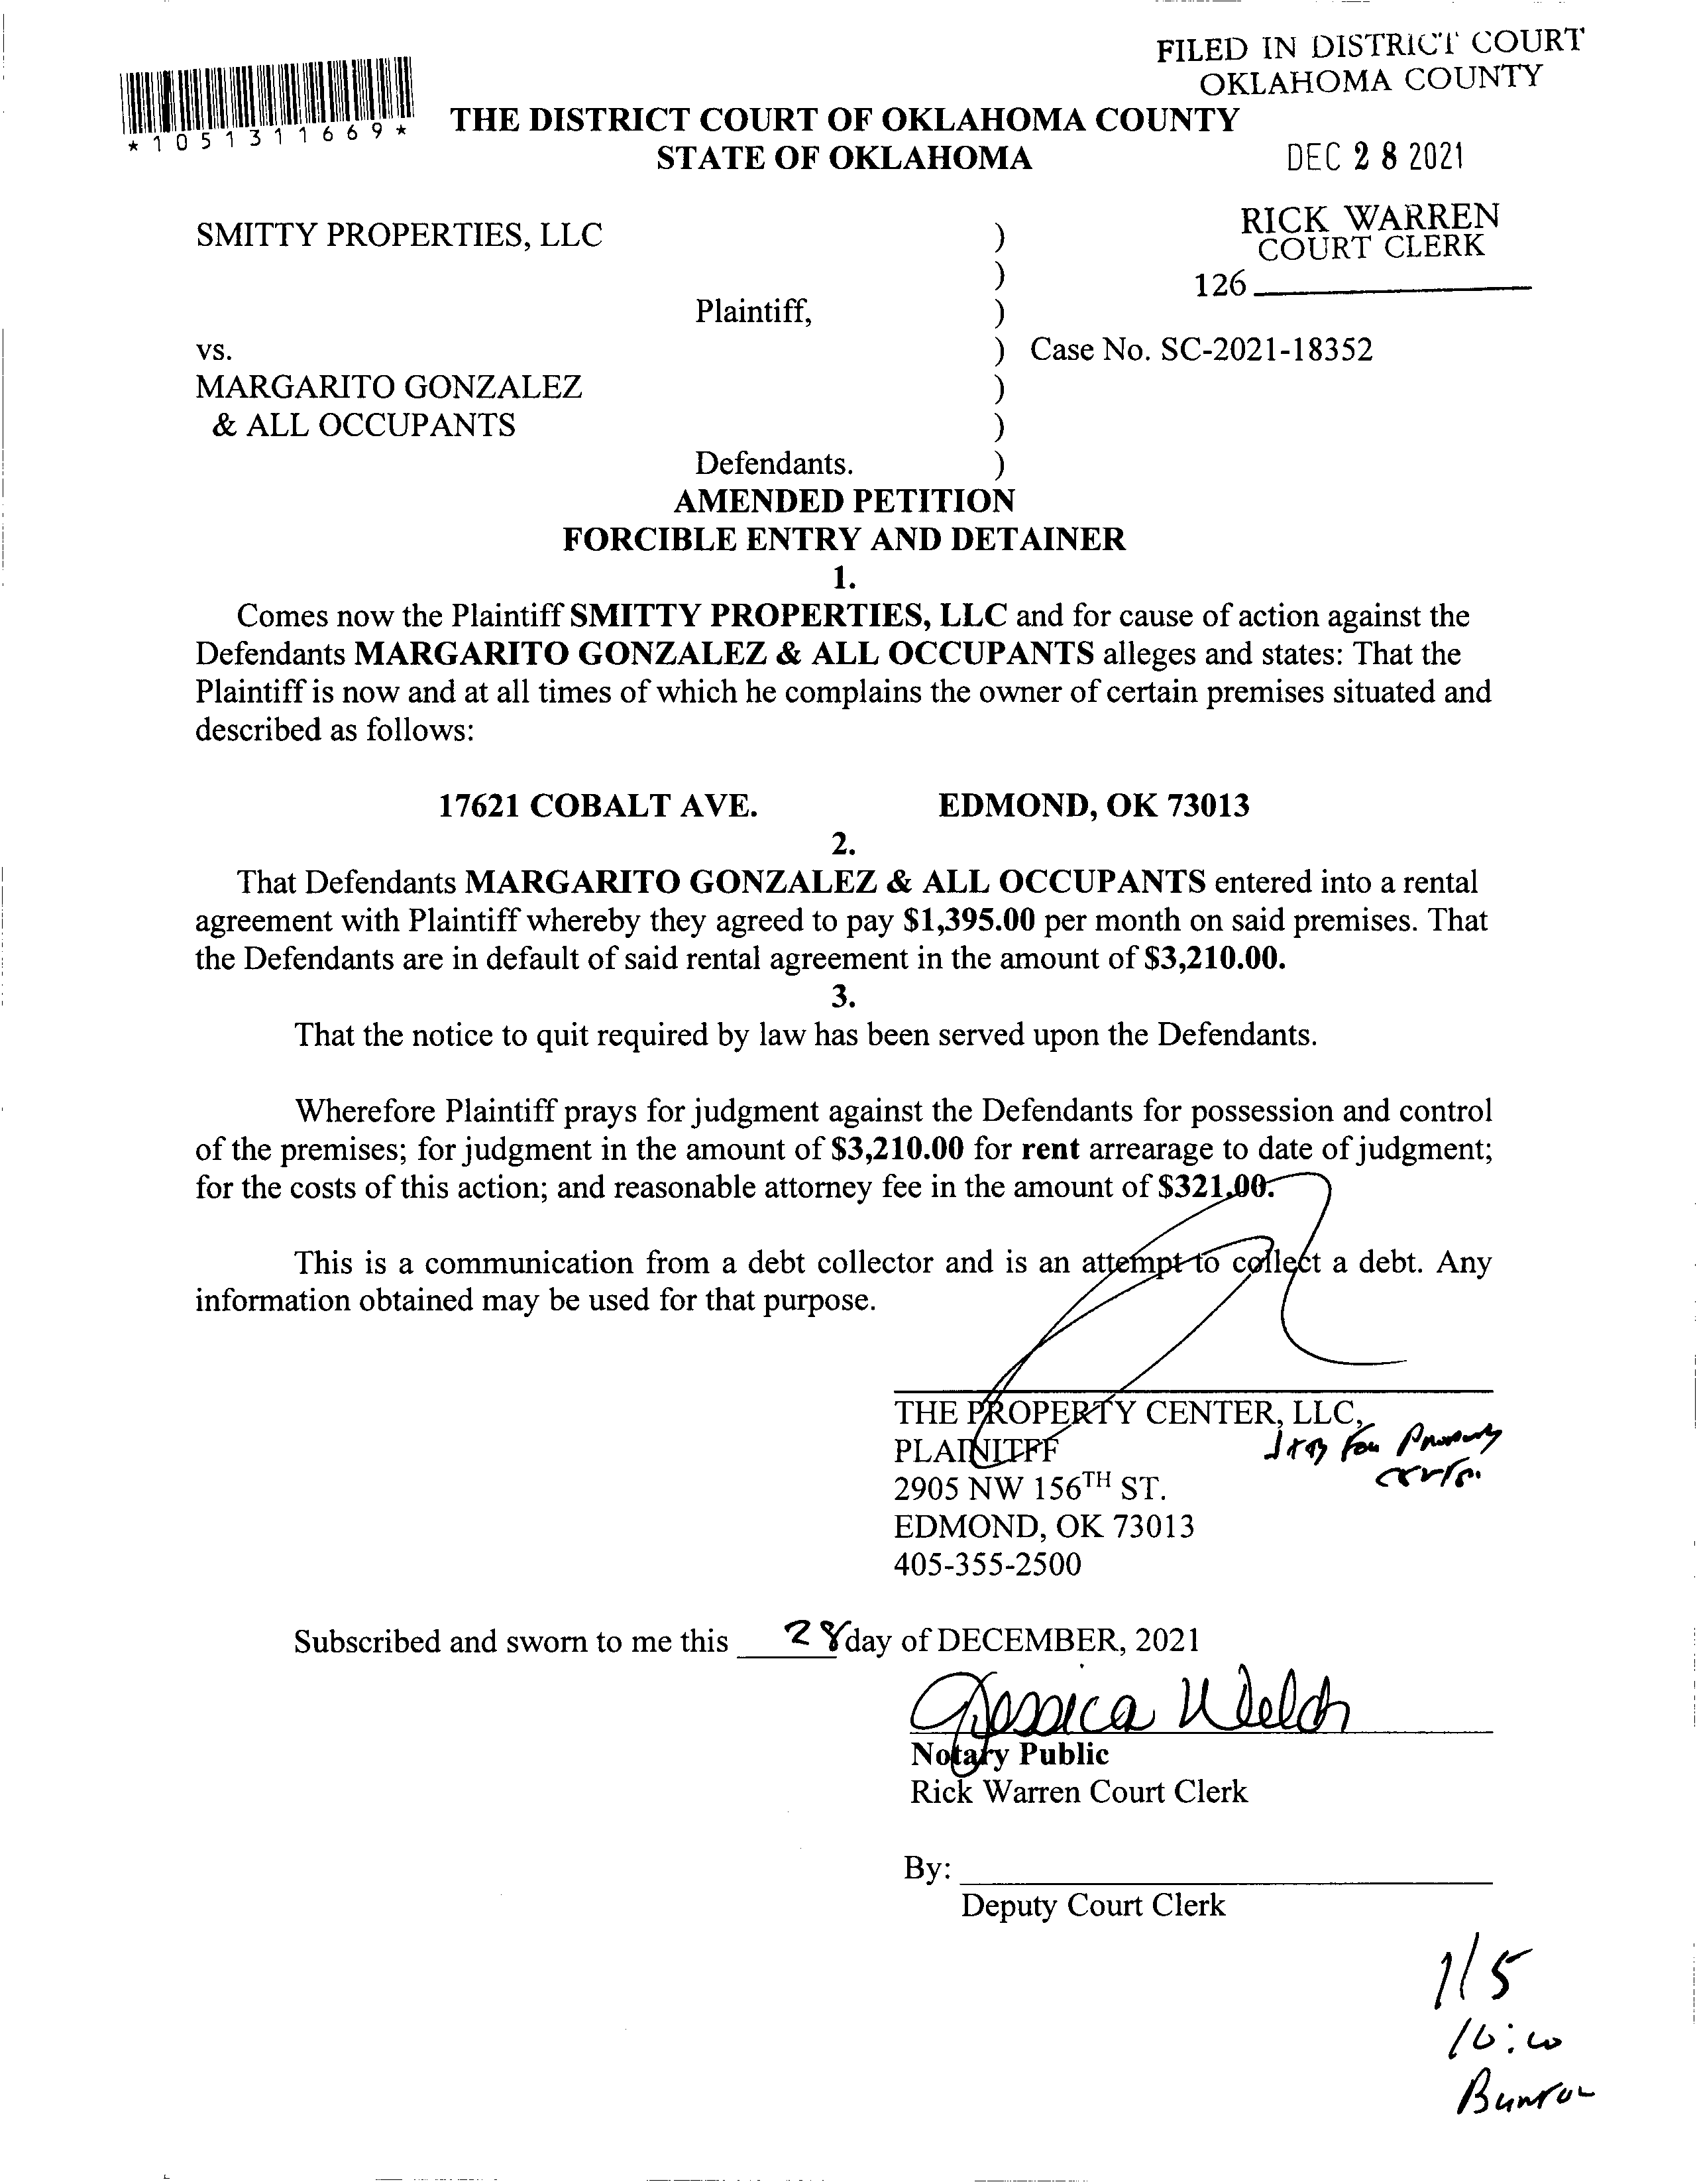 FILED IN DISTRICT COURT
OKLAHOMA COUNTY
*1051311669*
THE DISTRICT COURT OF OKLAHOMA COUNTY
STATE OF OKLAHOMA
DEC 28 2021
RICK WARREN
COURT CLERK
126
SMITTY PROPERTIES, LLC )
)
Plaintiff, )
vs. ) Case No. SC-2021-18352
MARGARITO GONZALEZ )
& ALL OCCUPANTS )
Defendants. )
AMENDED PETITION
FORCIBLE ENTRY AND DETAINER
1.
Comes now the Plaintiff SMITTY PROPERTIES, LLC and for cause of action against the
Defendants MARGARITO GONZALEZ & ALL OCCUPANTS alleges and states: That the
Plaintiff is now and at all times of which he complains the owner of certain premises situated and
described as follows:
17621 COBALT AVE. EDMOND, OK 73013
2.
That Defendants MARGARITO GONZALEZ & ALL OCCUPANTS entered into a rental
agreement with Plaintiff whereby they agreed to pay $1,395.00 per month on said premises. That
the Defendants are in default of said rental agreement in the amount of $3,210.00.
3.
That the notice to quit required by law has been served upon the Defendants.
Wherefore Plaintiff prays for judgment against the Defendants for possession and control
of the premises; for judgment in the amount of $3,210.00 for rent arrearage to date of judgment;
for the costs of this action; and reasonable attorney fee in the amount of $321.00.
This is a communication from a debt collector and is an attempt to collect a debt. Any
information obtained may be used for that purpose.
THE PROPERTY CENTER, LLC,
PLAINITFF
for Property
2905 NW 156TH ST.
EDMOND, OK 73013
405-355-2500
Subscribed and sworn to me this 28 day of DECEMBER, 2021
Jessica Welch
Notary Public
Rick Warren Court Clerk
By:
Deputy Court Clerk
1/5